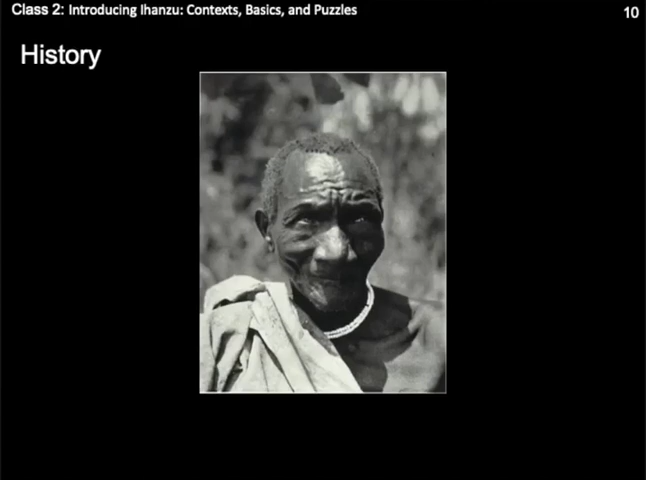 Class 2: Introducing Ihanzu: Contexts, Basics, and Puzzles
10
History